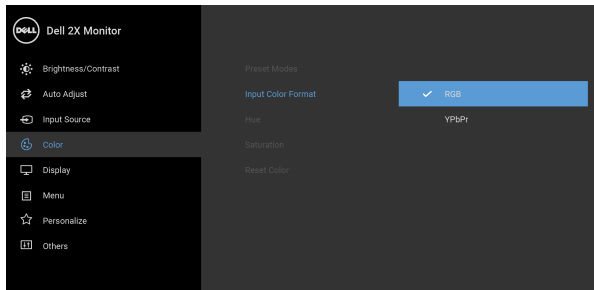 DELL
Dell 2X Monitor
Brightness/Contrast
Auto Adjust
Input Source
Color
Display
Menu
Personalize
Others
Preset Modes
Input Color Format
Hue
Saturation
Reset Color
RGB
YPbPr